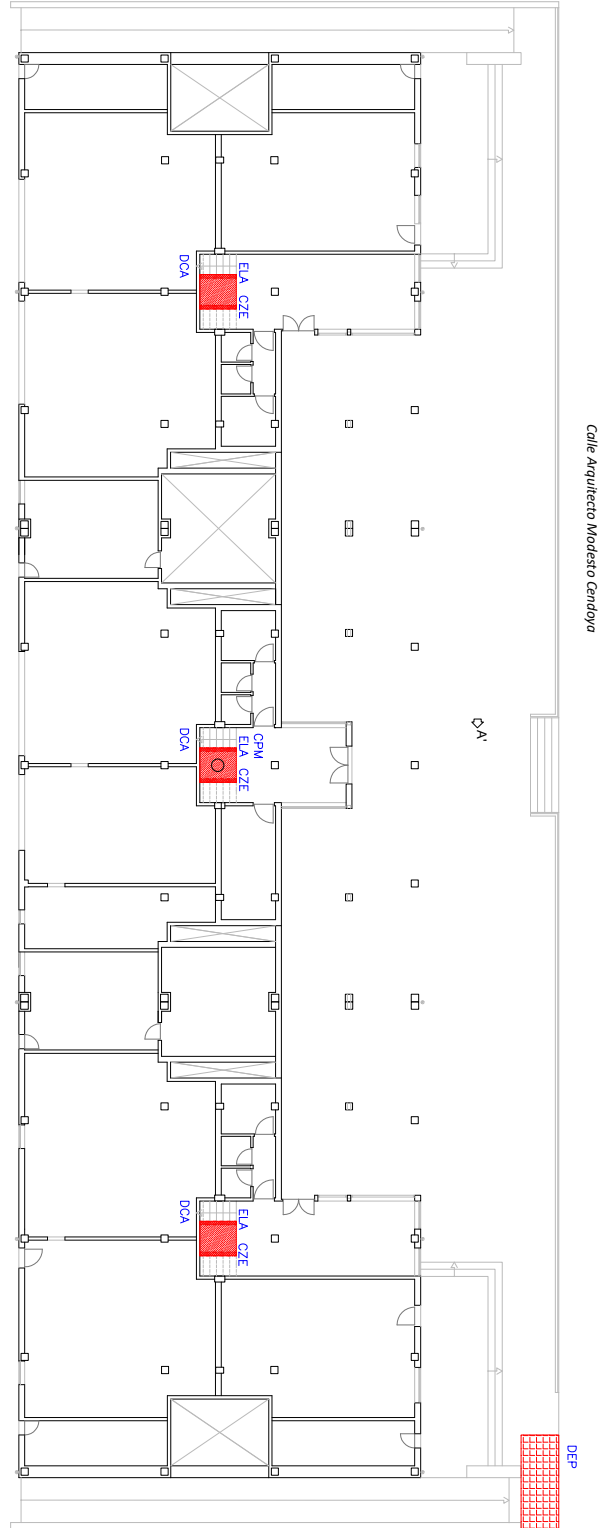 Calle Arquitecto Modesto Cendoya
DCA
ELA
CZE
A'
DCA
CPM
ELA
CZE
DCA
ELA
CZE
DEP